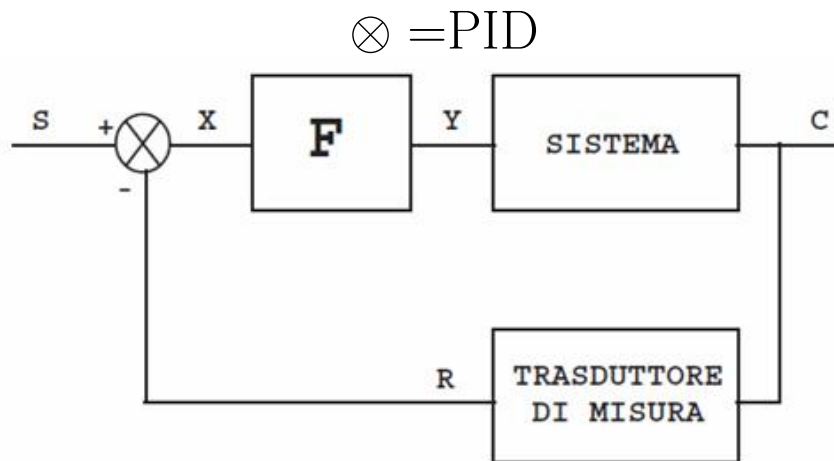 ⊗ =PID
S + X F Y SISTEMA C
-
R TRASDUTTORE
DI MISURA